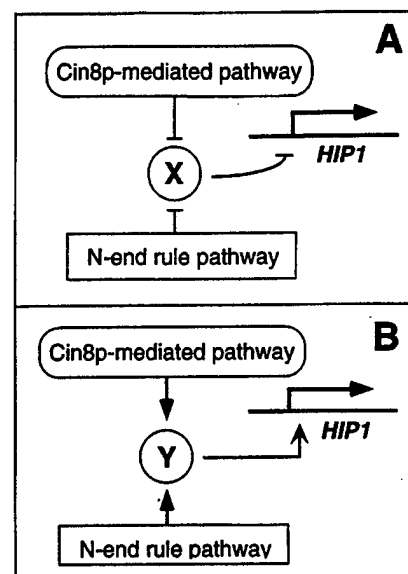 A
Cin8p-mediated pathway
HIP1
X
N-end rule pathway
B
Cin8p-mediated pathway
HIP1
Y
N-end rule pathway